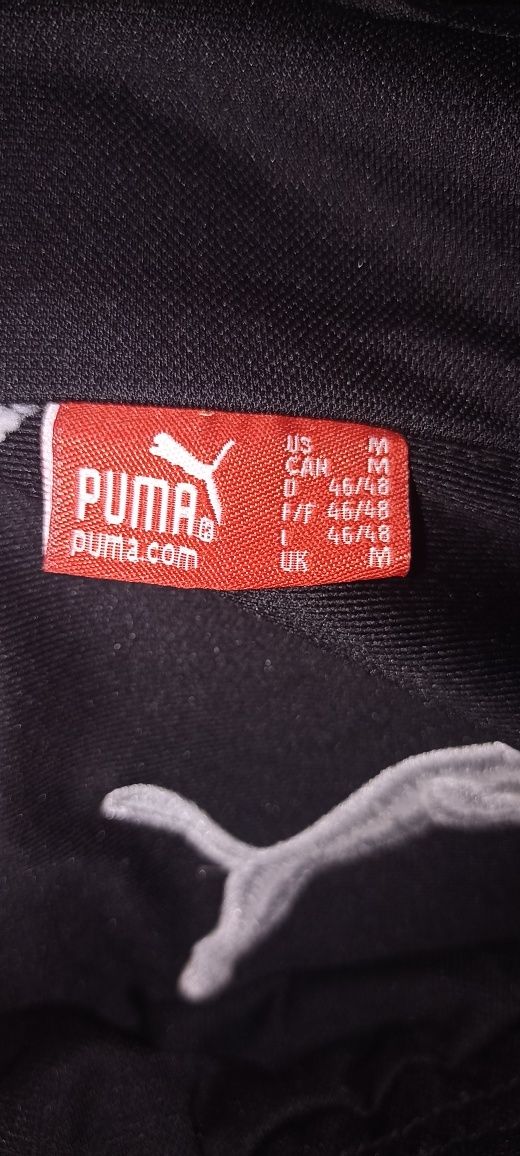 PUMA®
puma.com
US M
CAN M
D 46/48
F/F 46/48
I 46/48
UK M